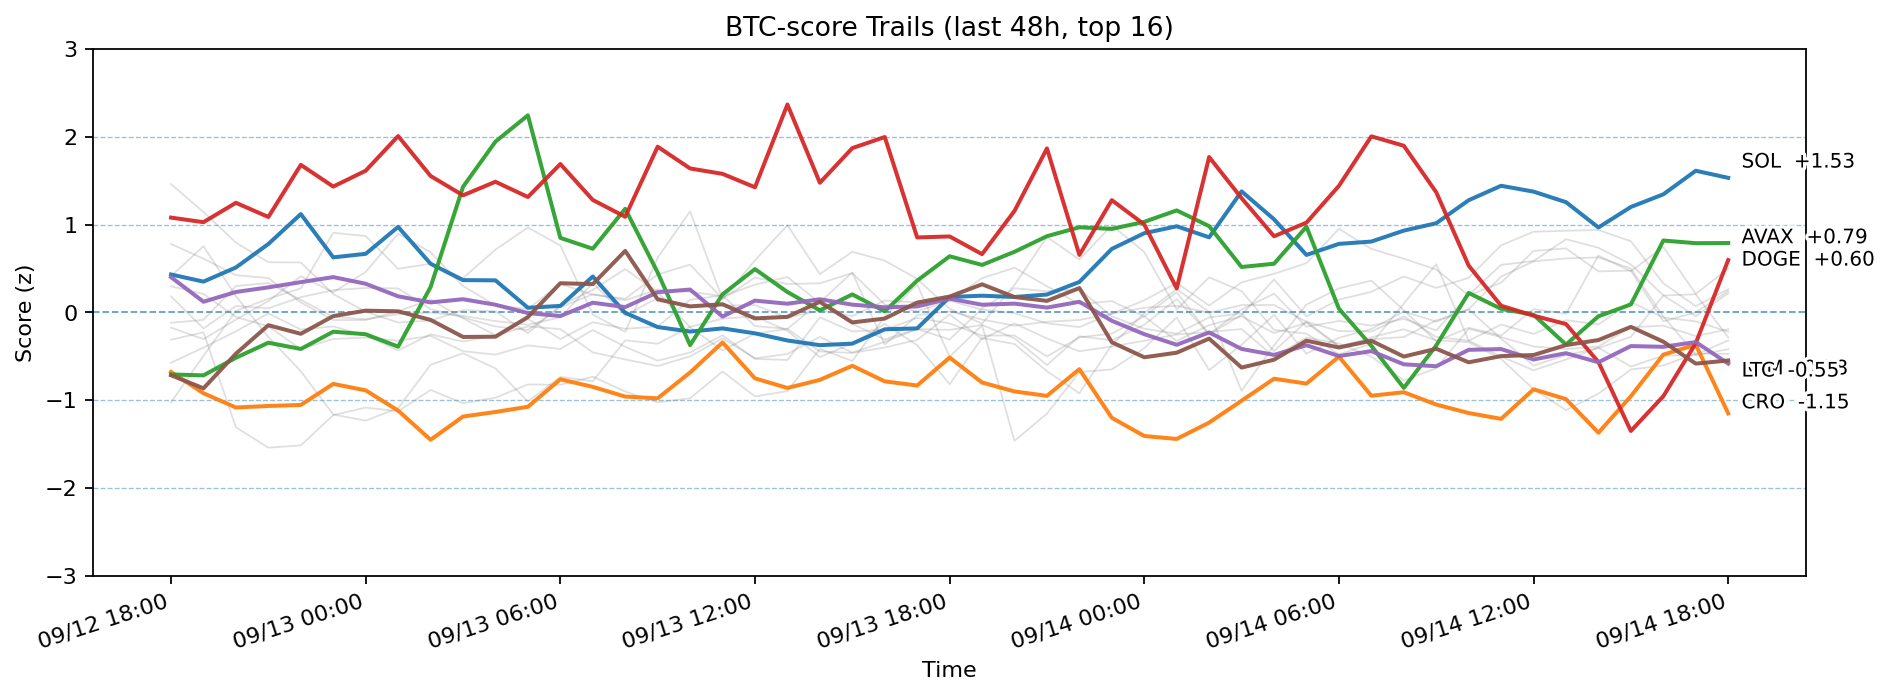 BTC-score Trails (last 48h, top 16)
Score (z)
3
2
1
0
−1
−2
−3
SOL +1.53
AVAX +0.79
DOGE +0.60
LTC -0.55
CRO -1.15
09/12 18:00
09/13 00:00
09/13 06:00
09/13 12:00
09/13 18:00
09/14 00:00
09/14 06:00
09/14 12:00
09/14 18:00
Time